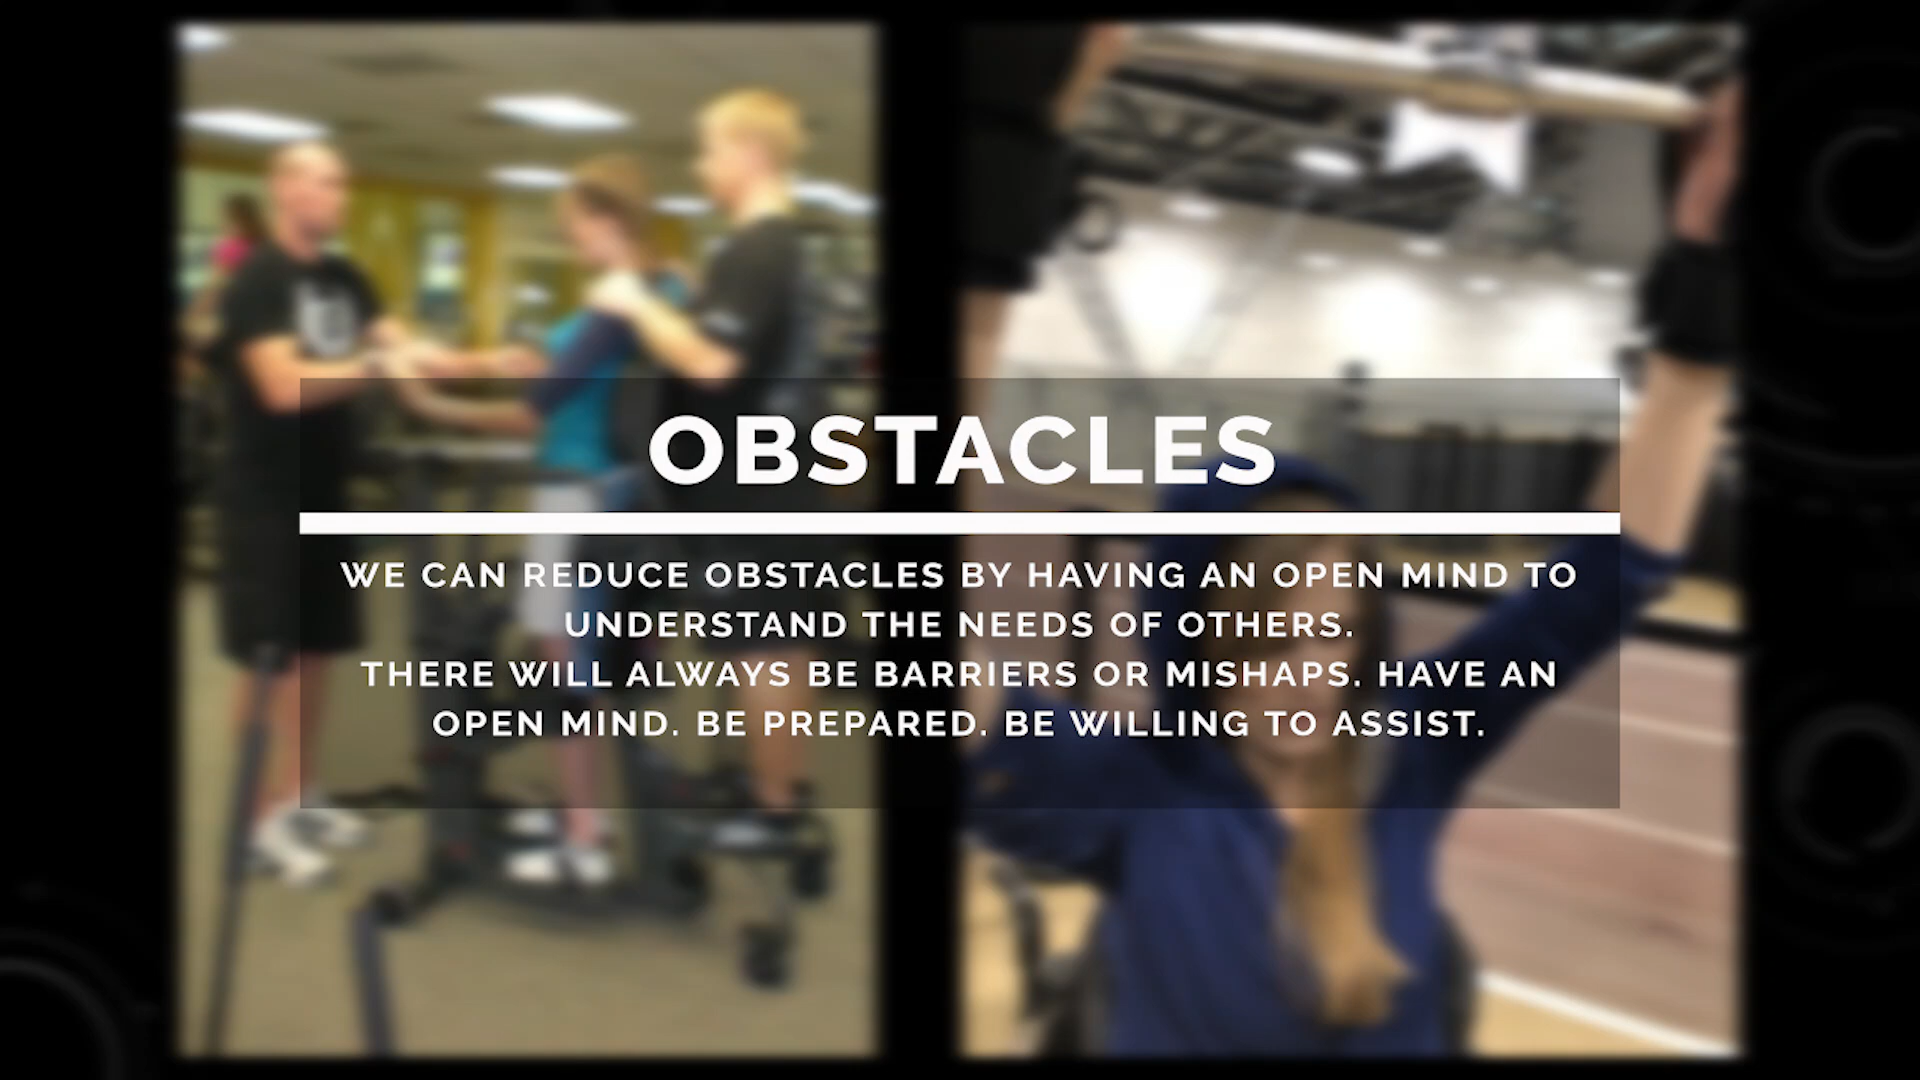 OBSTACLES
WE CAN REDUCE OBSTACLES BY HAVING AN OPEN MIND TO
UNDERSTAND THE NEEDS OF OTHERS.
THERE WILL ALWAYS BE BARRIERS OR MISHAPS. HAVE AN
OPEN MIND. BE PREPARED. BE WILLING TO ASSIST.